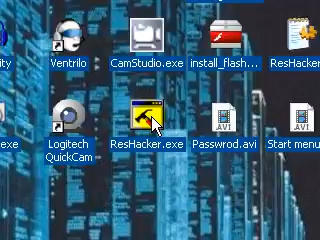 ity
Ventrilo
CamStudio.exe
install_flash...
ResHacker
.exe
Logitech
QuickCam
ResHacker.exe
AVI
Passwrod.avi
AVI
Start menu